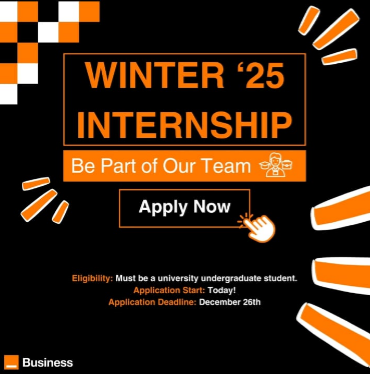 WINTER ‘25
INTERNSHIP
Be Part of Our Team
Apply Now
Eligibility: Must be a university undergraduate student.
Application Start: Today!
Application Deadline: December 26th
Business